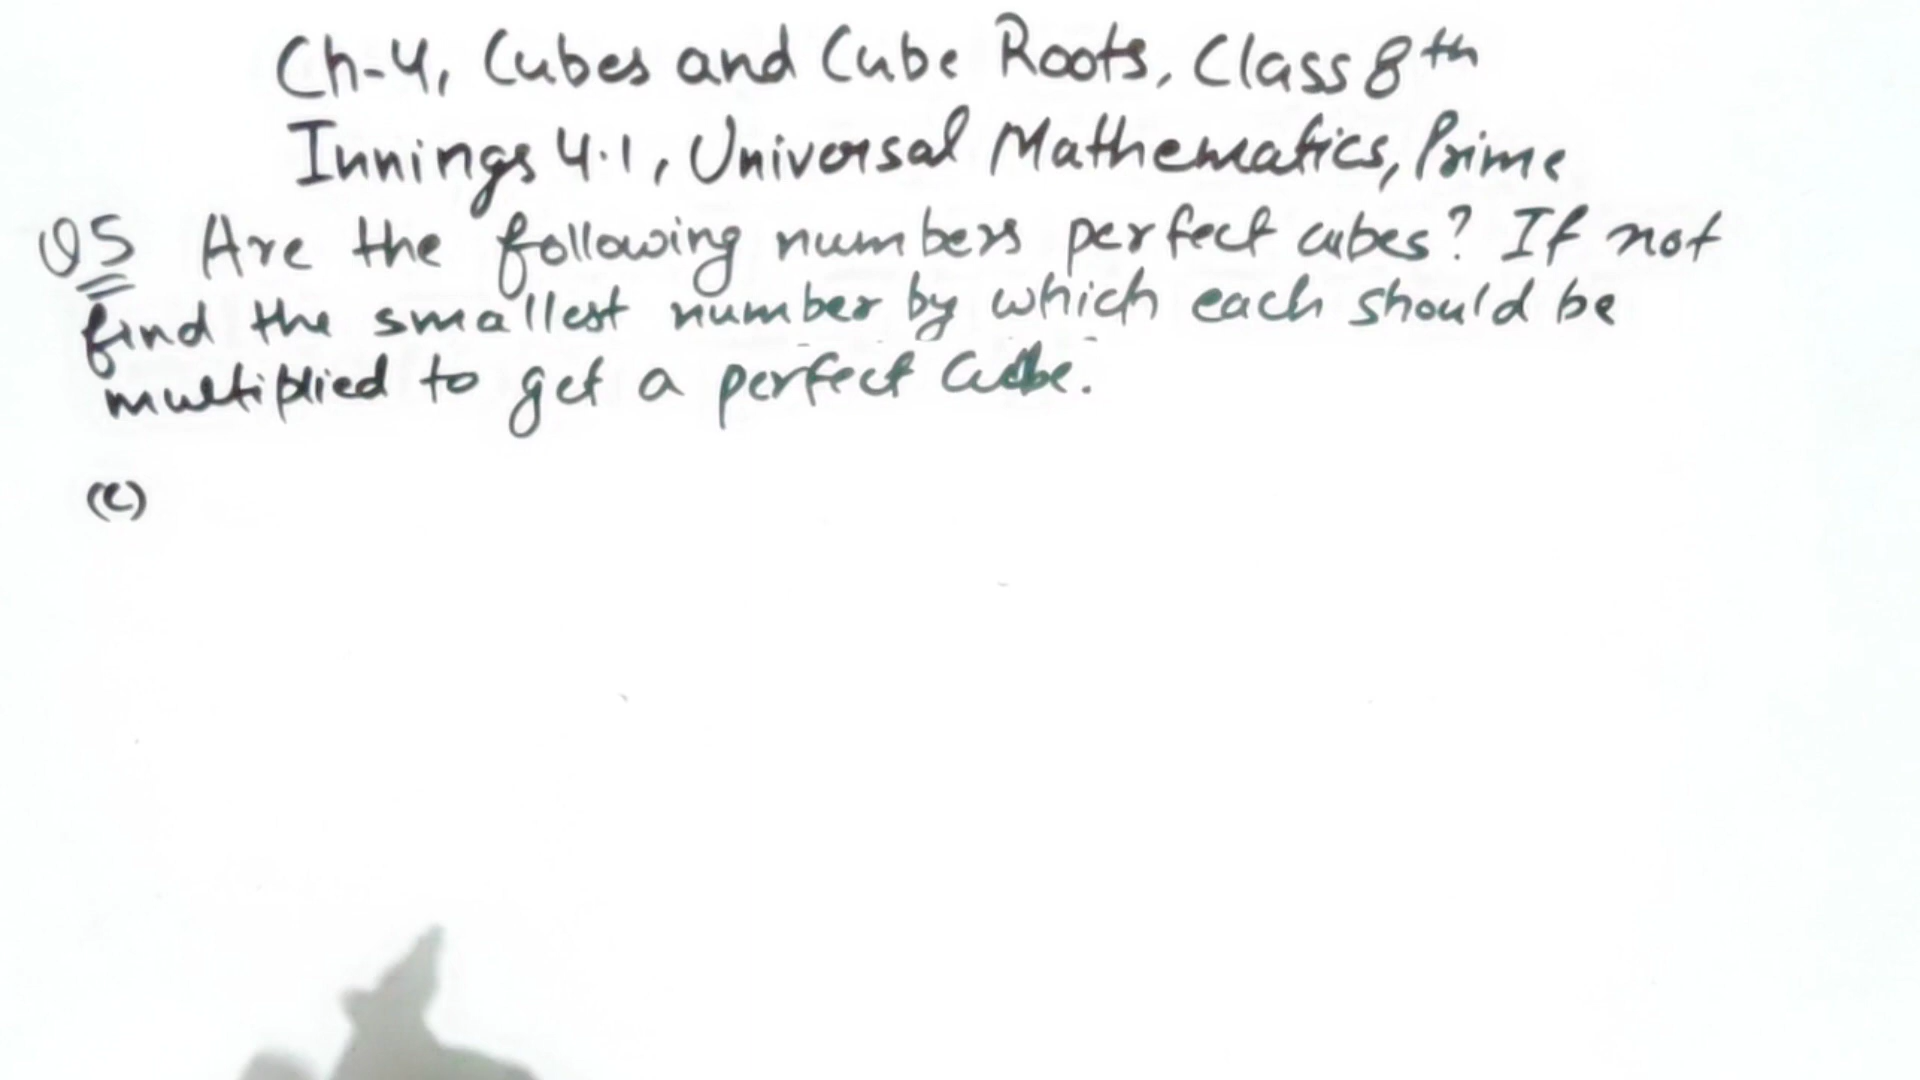 Ch-4, Cubes and Cube Roots, Class 8th
Innings 4.1, Universal Mathematics, Prime
Q5 Are the following numbers perfect cubes? If not
find the smallest number by which each should be
multiplied to get a perfect Cube.
(C)